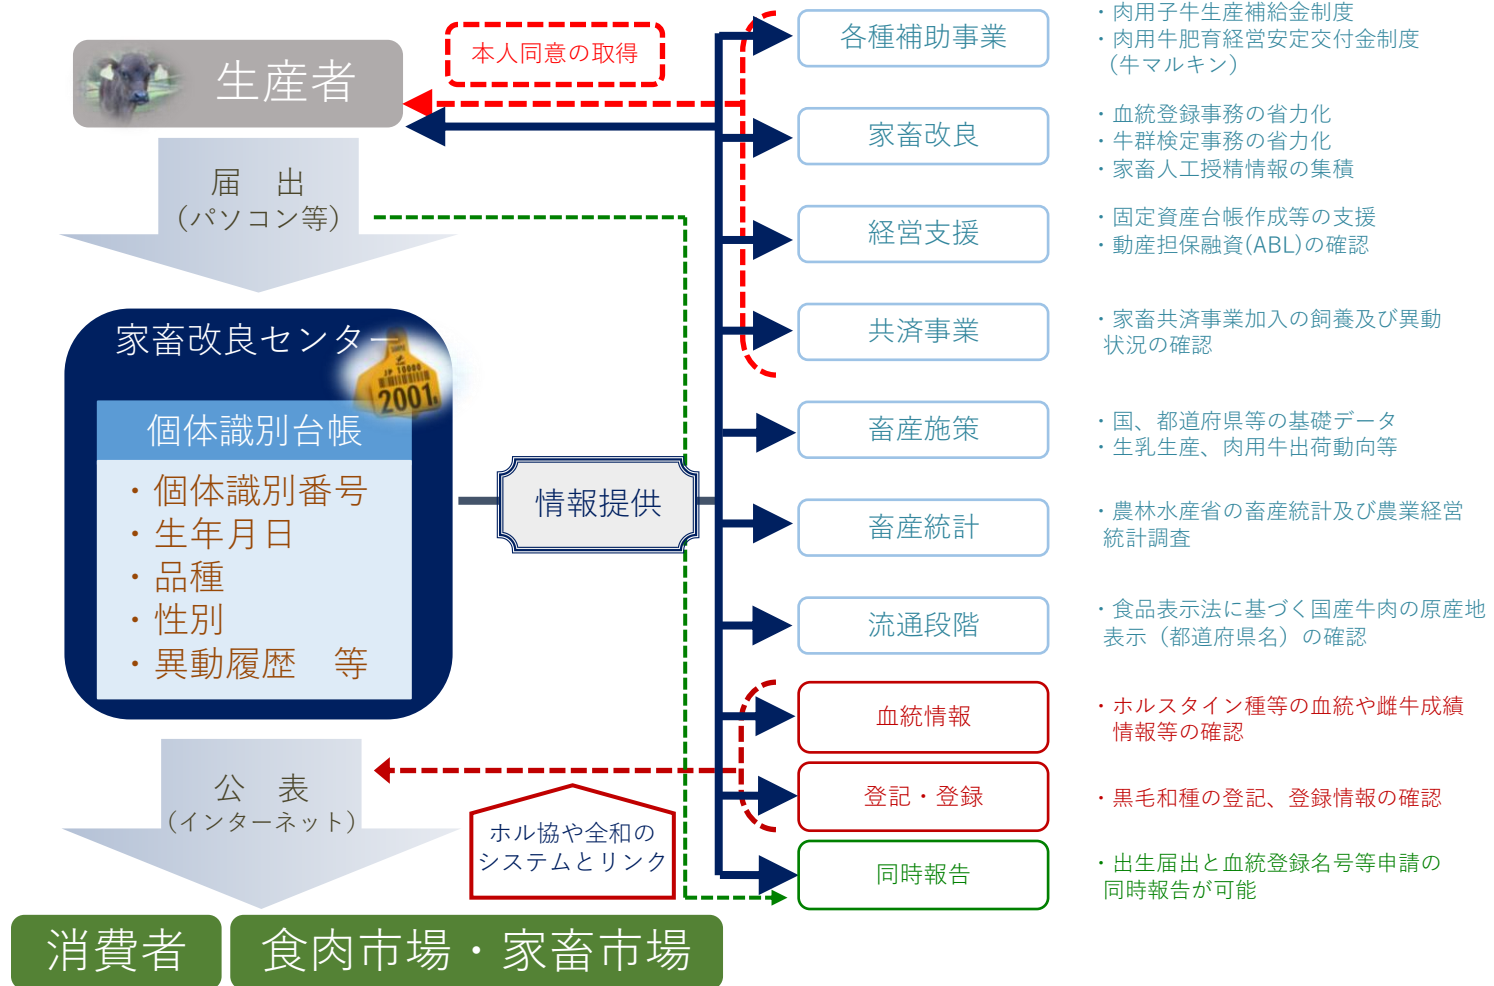 生産者
本人同意の取得
届　出
（パソコン等）
家畜改良センター
JP 10000
2001
個体識別台帳
・個体識別番号
・生年月日
・品種
・性別
・異動履歴　等
情報提供
公　表
（インターネット）
ホル協や全和の
システムとリンク
消費者
食肉市場・家畜市場
各種補助事業
・肉用子牛生産補給金制度
・肉用牛肥育経営安定交付金制度
（牛マルキン）
家畜改良
・血統登録事務の省力化
・牛群検定事務の省力化
・家畜人工授精情報の集積
経営支援
・固定資産台帳作成等の支援
・動産担保融資(ABL)の確認
共済事業
・家畜共済事業加入の飼養及び異動
状況の確認
畜産施策
・国、都道府県等の基礎データ
・生乳生産、肉用牛出荷動向等
畜産統計
・農林水産省の畜産統計及び農業経営
統計調査
流通段階
・食品表示法に基づく国産牛肉の原産地
表示（都道府県名）の確認
血統情報
・ホルスタイン種等の血統や雌牛成績
情報等の確認
登記・登録
・黒毛和種の登記、登録情報の確認
同時報告
・出生届出と血統登録名号等申請の
同時報告が可能